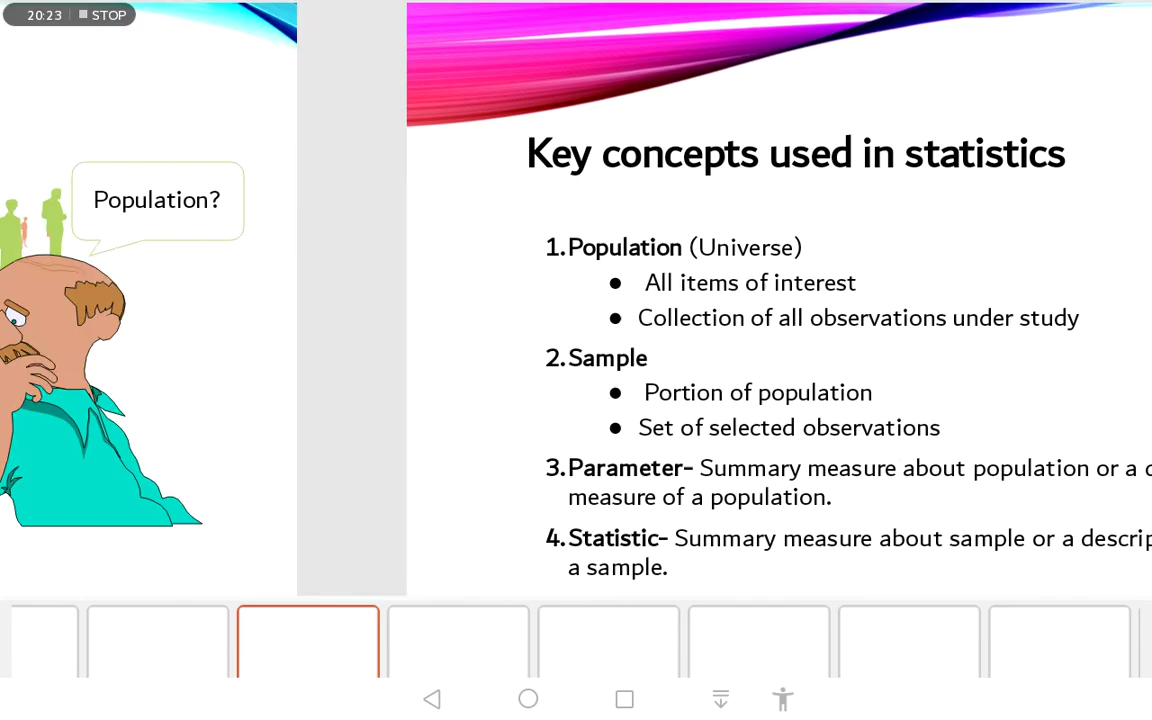 20:23 STOP
Population?
Key concepts used in statistics
1. Population (Universe)
● All items of interest
● Collection of all observations under study
2. Sample
● Portion of population
● Set of selected observations
3. Parameter- Summary measure about population or a
measure of a population.
4. Statistic- Summary measure about sample or a
a sample.